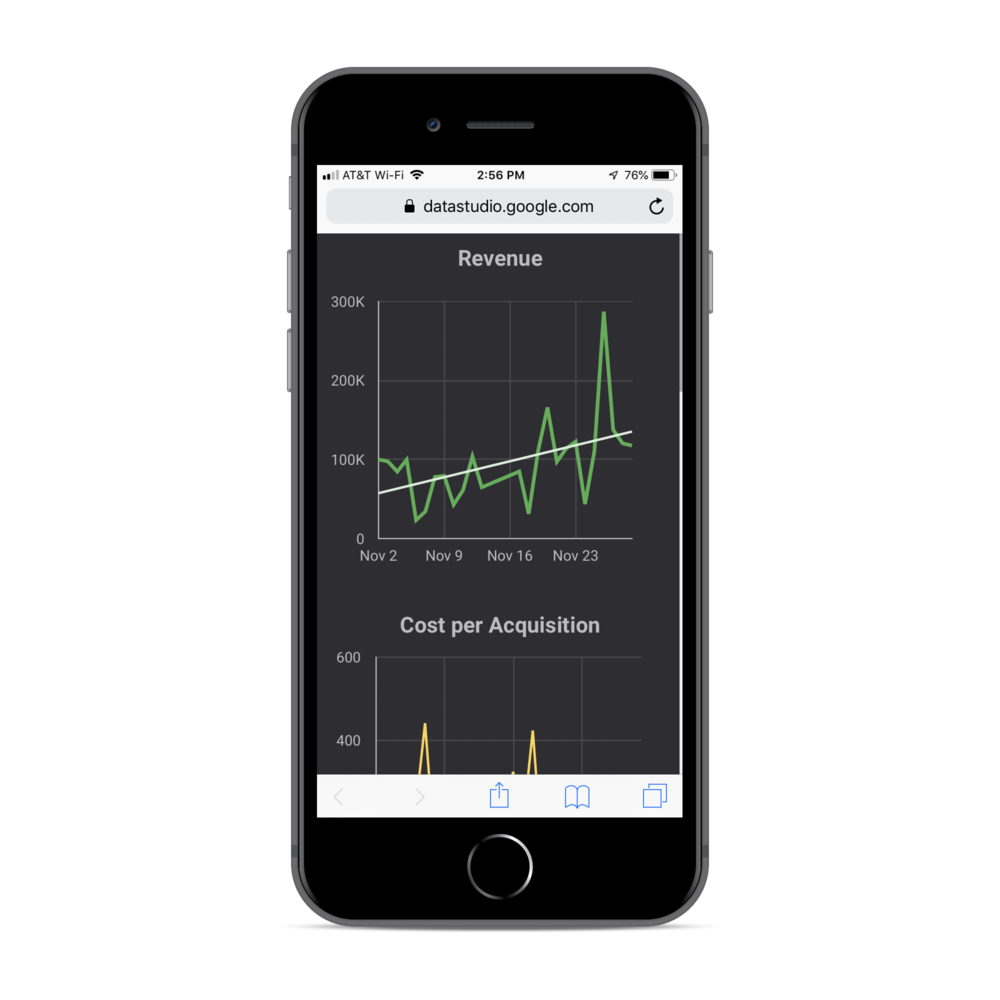 AT&T Wi-Fi 2:56 PM 76%
datastudio.google.com
Revenue
300K
200K
100K
0
Nov 2 Nov 9 Nov 16 Nov 23
Cost per Acquisition
600
400